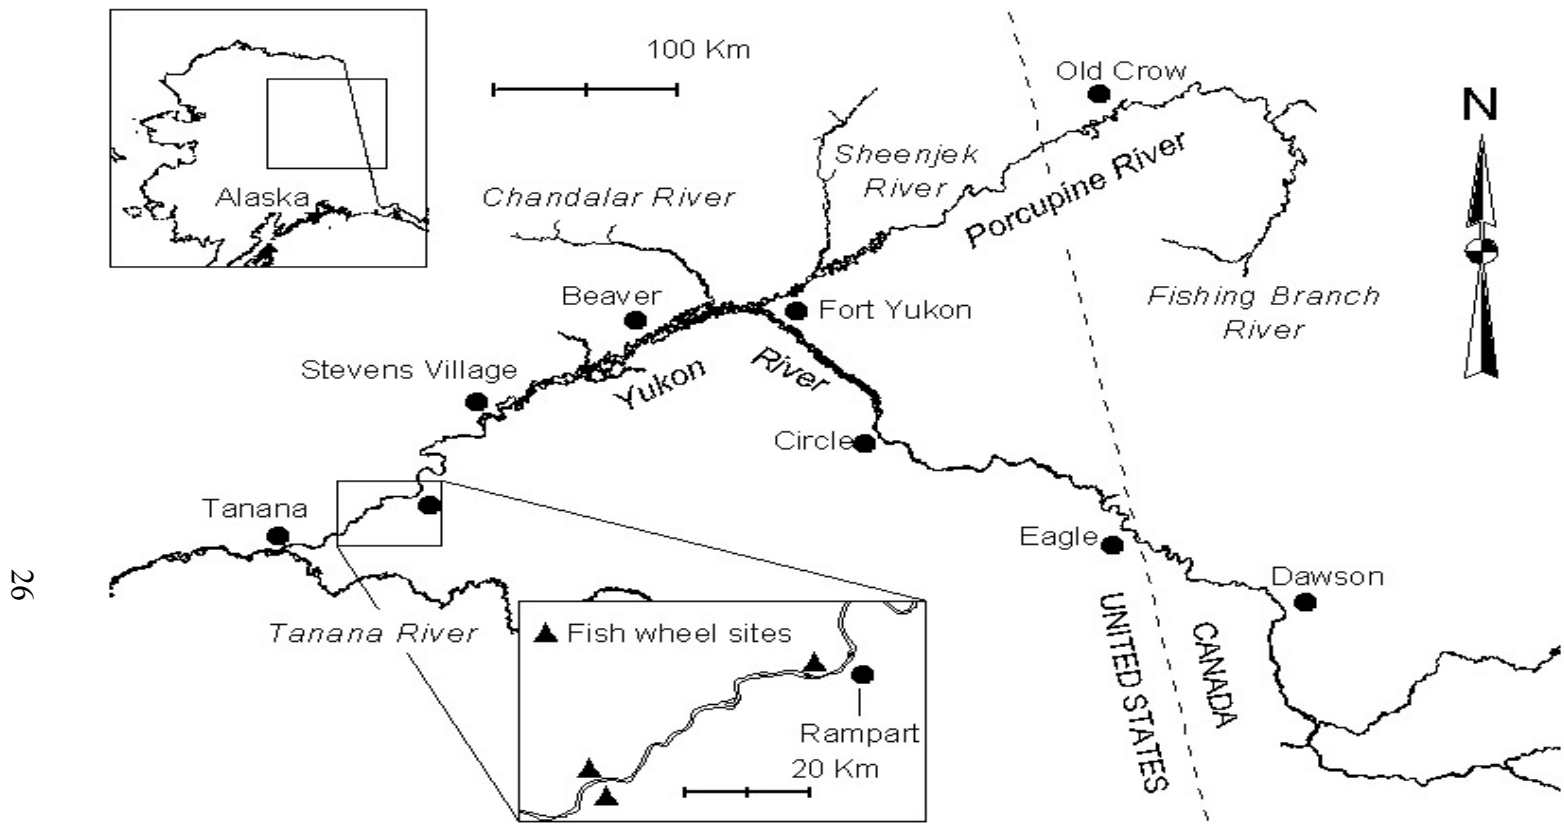 100 Km
Old Crow
N
Sheenjek
River
Chandalar River
Alaska
Porcupine River
Beaver
Fort Yukon
Fishing Branch
River
Stevens Village
Yukon
River
Circle
Tanana
Eagle
Dawson
26
Tanana River
Fish wheel sites
UNITED STATES
CANADA
Rampart
20 Km